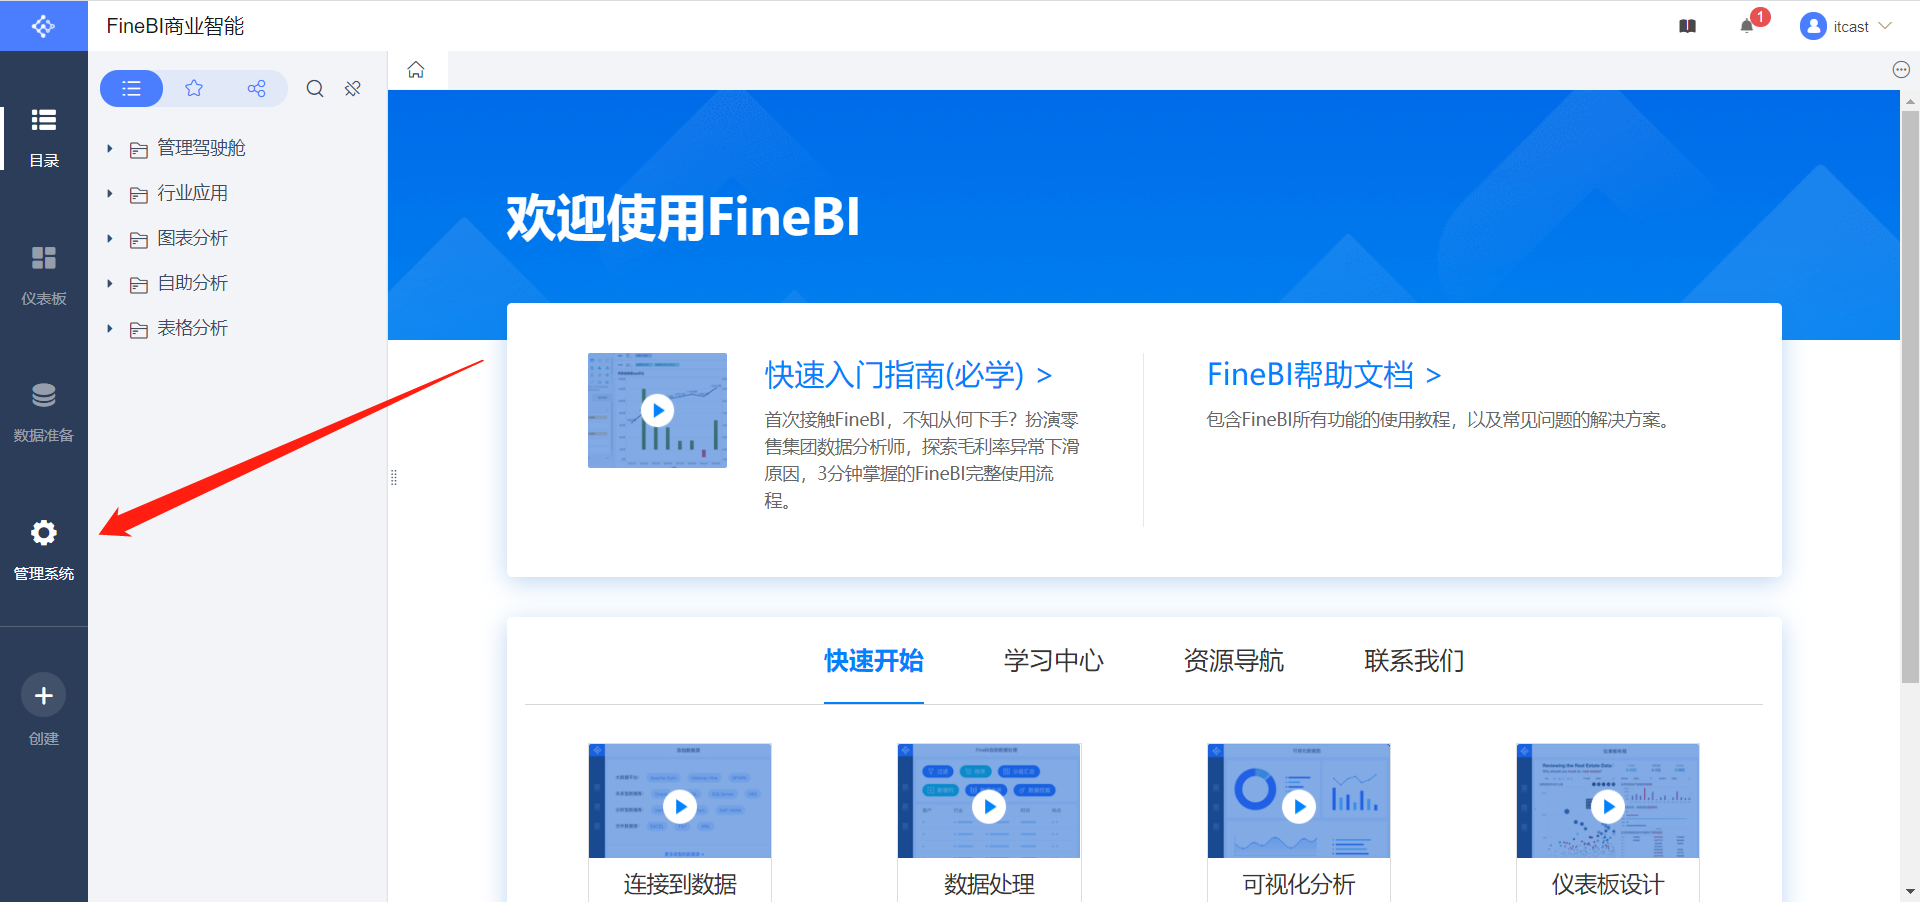 FineBI商业智能
1
itcast
目录
仪表板
数据准备
管理系统
创建
管理驾驶舱
行业应用
图表分析
自助分析
表格分析
欢迎使用FineBI
快速入门指南(必学) >
首次接触FineBI，不知从何下手？扮演零
售集团数据分析师，探索毛利率异常下滑
原因，3分钟掌握的FineBI完整使用流
程。
FineBI帮助文档 >
包含FineBI所有功能的使用教程，以及常见问题的解决方案。
快速开始
学习中心
资源导航
联系我们
Reviewing the Real Estate Data:
连接到数据
数据处理
可视化分析
仪表板设计